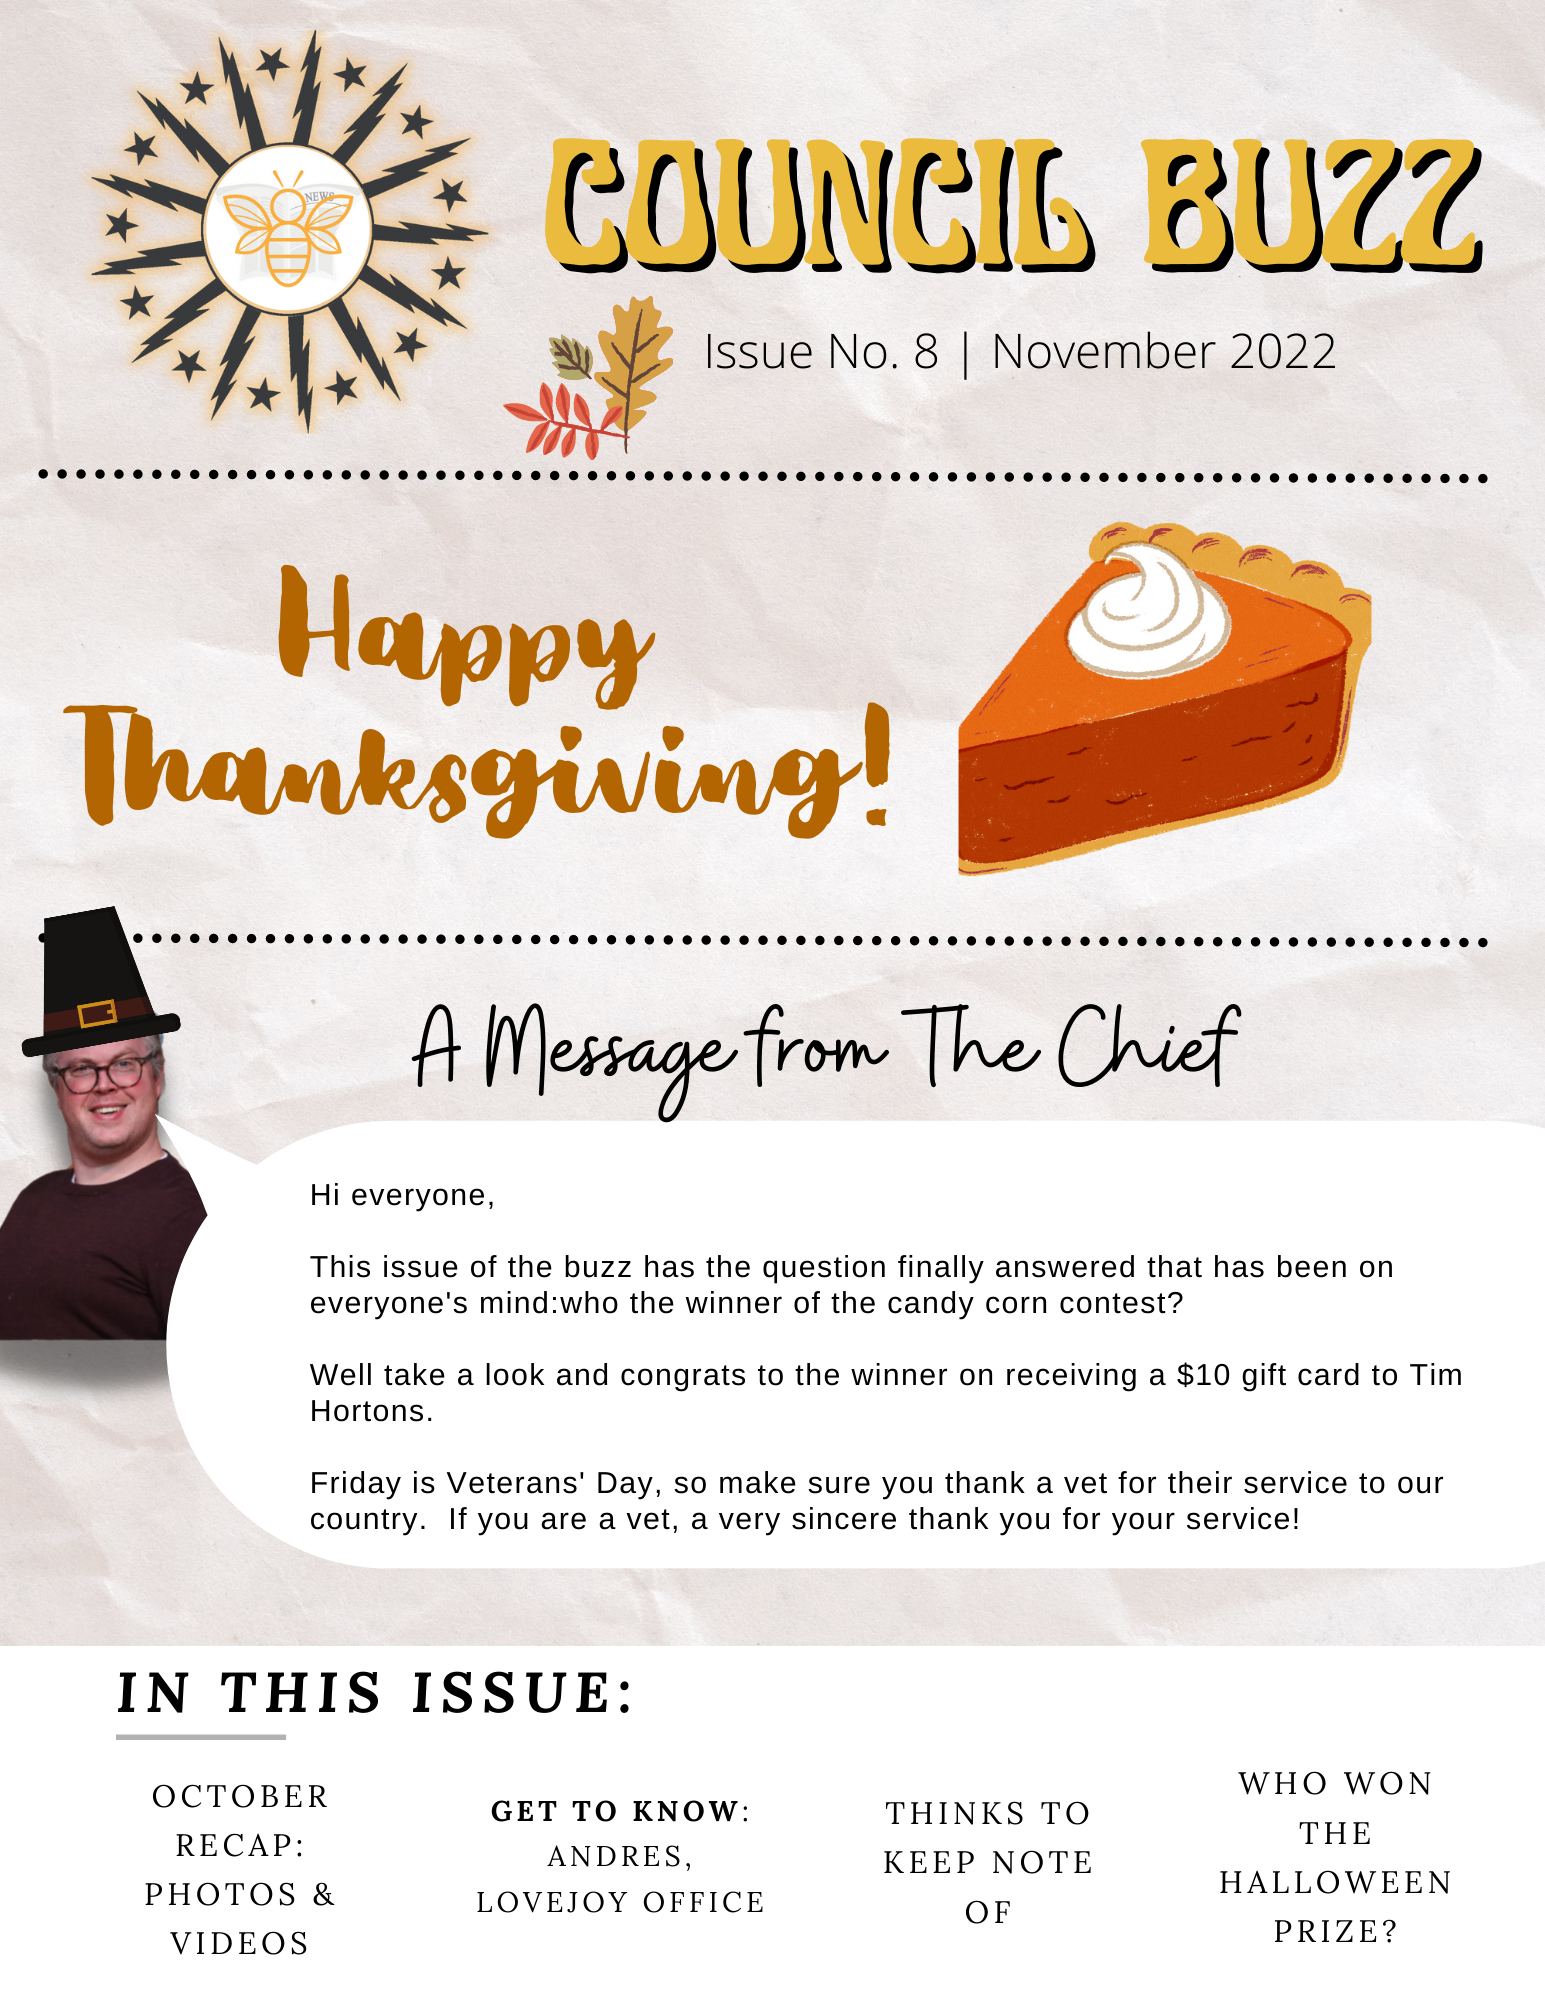 NEWS
COUNCIL BUZZ
Issue No. 8 | November 2022
Happy
Thanksgiving!
A Message from The Chief
Hi everyone,
This issue of the buzz has the question finally answered that has been on
everyone's mind:who the winner of the candy corn contest?
Well take a look and congrats to the winner on receiving a $10 gift card to Tim
Hortons.
Friday is Veterans' Day, so make sure you thank a vet for their service to our
country.  If you are a vet, a very sincere thank you for your service!
IN THIS ISSUE:
OCTOBER
RECAP:
PHOTOS &
VIDEOS
GET TO KNOW:
ANDRES,
LOVEJOY OFFICE
THINKS TO
KEEP NOTE
OF
WHO WON
THE
HALLOWEEN
PRIZE?